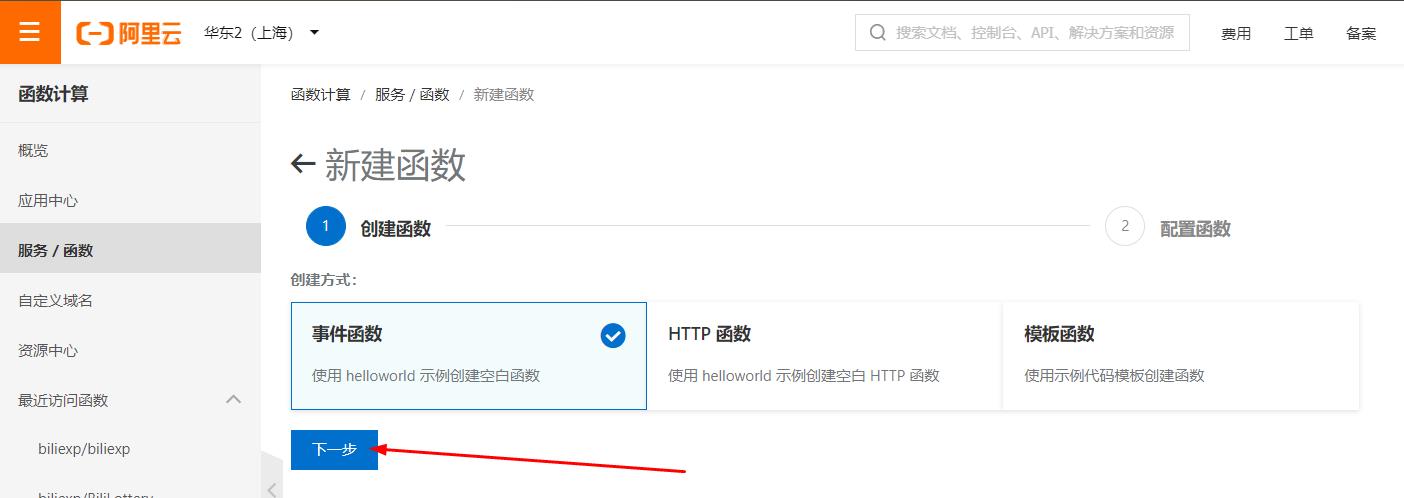 阿里云 华东2（上海）
搜索文档、控制台、API、解决方案和资源 费用 工单 备案
函数计算
概览
应用中心
服务 / 函数
自定义域名
资源中心
最近访问函数
biliexp/biliexp
函数计算 / 服务 / 函数 / 新建函数
新建函数
1 创建函数
2 配置函数
创建方式：
事件函数
使用 helloworld 示例创建空白函数
HTTP 函数
使用 helloworld 示例创建空白 HTTP 函数
模板函数
使用示例代码模板创建函数
下一步